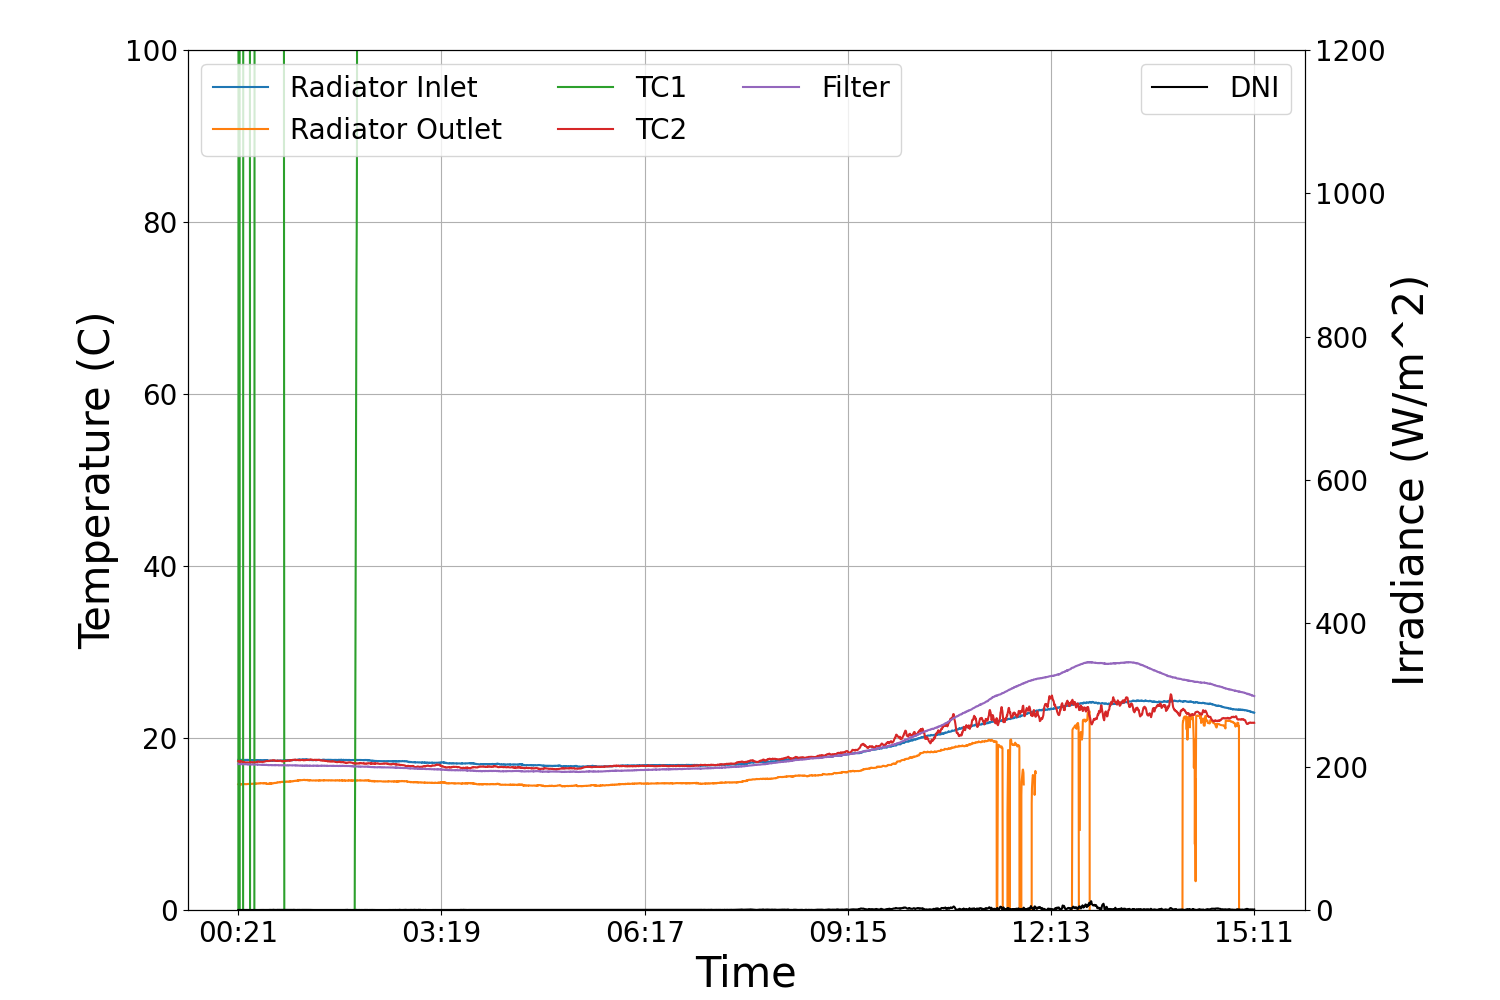 Temperature (C)
100
80
60
40
20
0
Radiator Inlet
Radiator Outlet
TC1
TC2
Filter
DNI
1200
1000
800
600
400
200
0
Irradiance (W/m^2)
00:21 03:19 06:17 09:15 12:13 15:11
Time